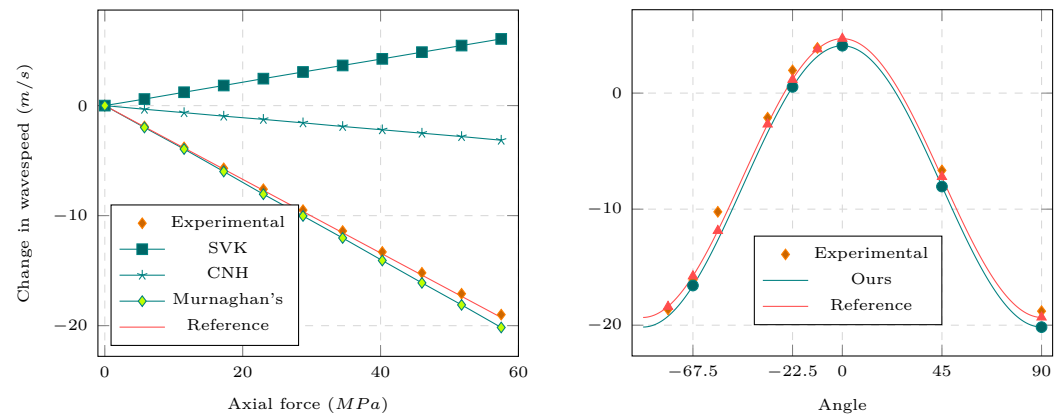 Change in wavespeed (m/s)
0
−10
−20
Experimental
SVK
CNH
Murnaghan's
Reference
0
20
40
60
Axial force (MPa)
0
−10
−20
Experimental
Ours
Reference
−67.5
−22.5
0
45
90
Angle